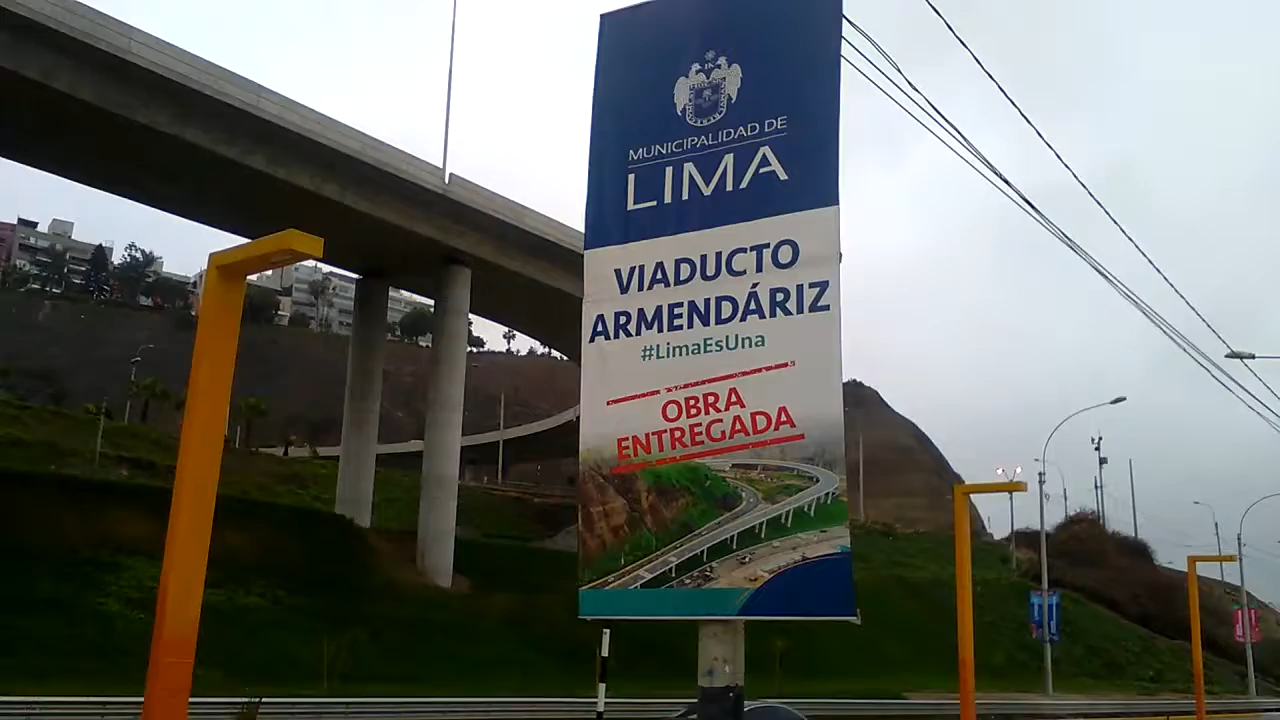 MUNICIPALIDAD DE
LIMA
VIADUCTO
ARMENDÁRIZ
#LimaEsUna
OBRA
ENTREGADA